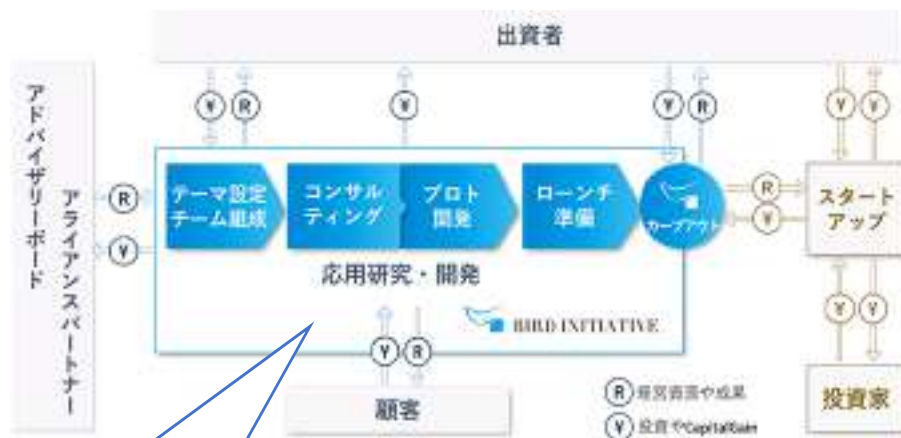 出資者
アドバイザリーボード
アライアンスパートナー
¥
R
¥
¥
R
¥
¥
R
¥
テーマ設定
チーム組成
コンサル
ティング
プロト
開発
ローンチ
準備
カーブアウト
R
¥
スタート
アップ
応用研究・開発
BIRD INITIATIVE
¥
R
¥
¥
顧客
R 経営資源や成果
¥ 投資やCapitalGain
投資家